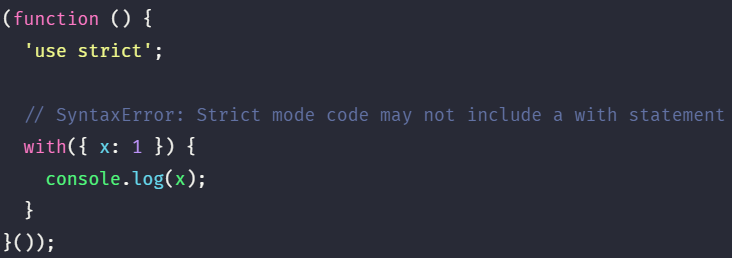 (function () {
  'use strict';

  // SyntaxError: Strict mode code may not include a with statement
  with({ x: 1 }) {
    console.log(x);
  }
}());